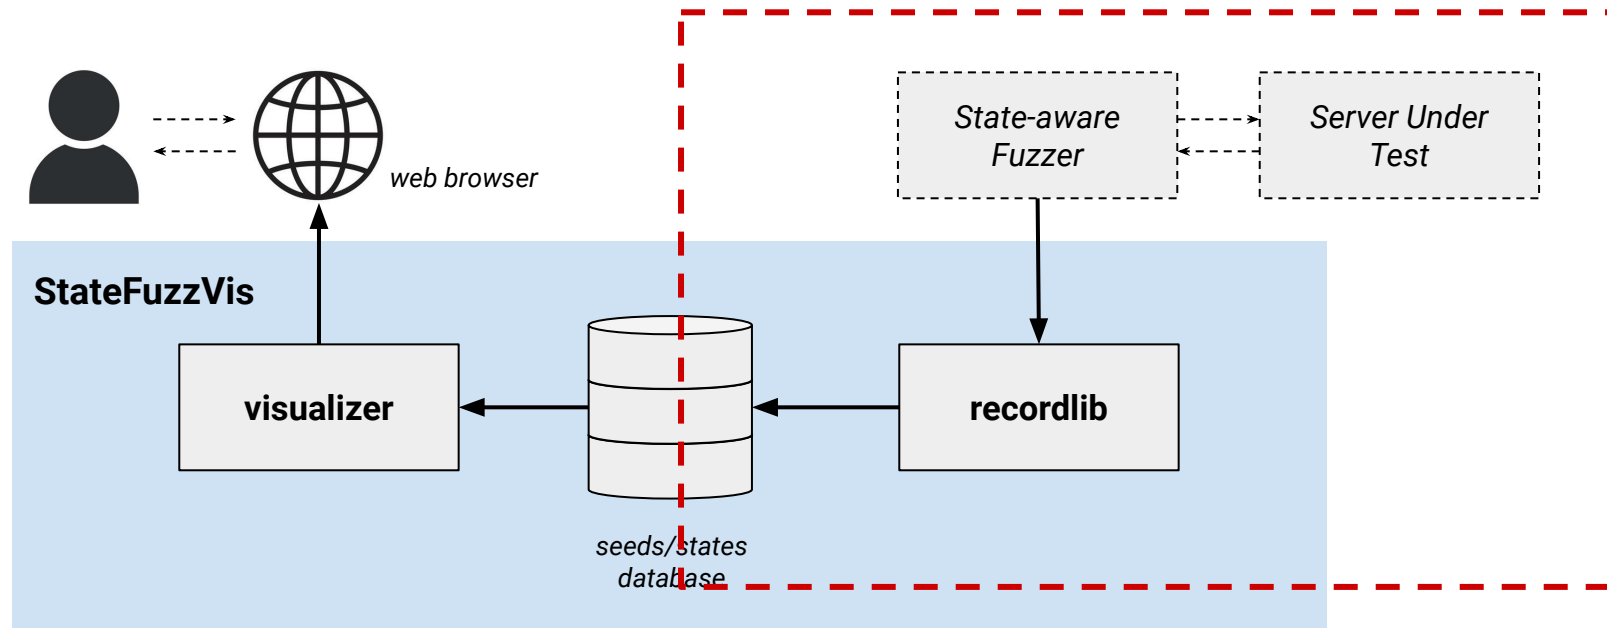 State-aware
Fuzzer
Server Under
Test
web browser
StateFuzzVis
visualizer
recordlib
seeds/states
database